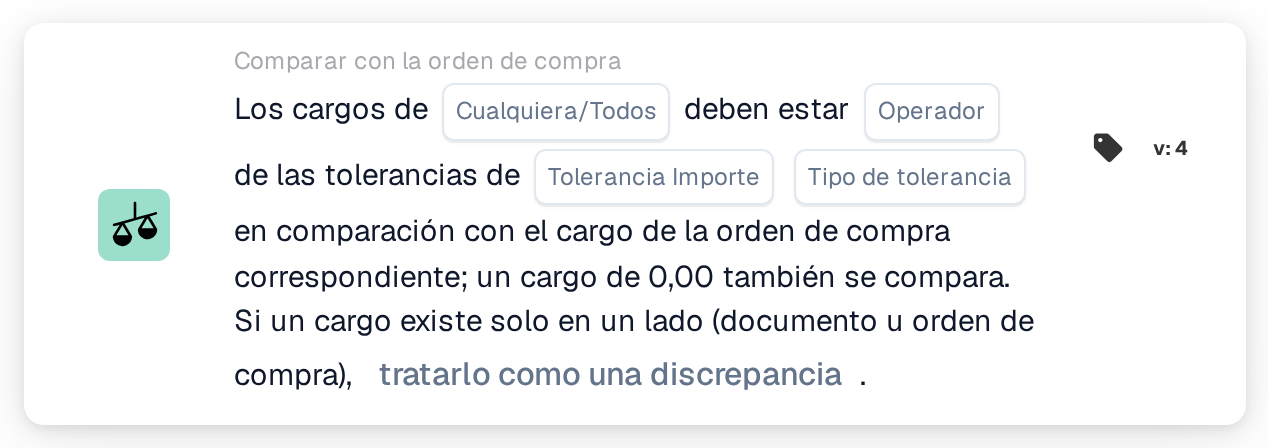 Comparar con la orden de compra
Los cargos de Cualquiera/Todos deben estar Operador
v: 4
de las tolerancias de Tolerancia Importe Tipo de tolerancia
en comparación con el cargo de la orden de compra
correspondiente; un cargo de 0,00 también se compara.
Si un cargo existe solo en un lado (documento u orden de
compra), tratarlo como una discrepancia .